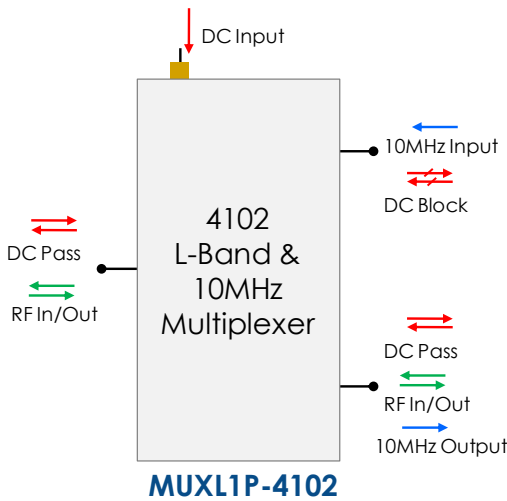 DC Input
10MHz Input
DC Block
4102
L-Band &
10MHz
Multiplexer
DC Pass
RF In/Out
DC Pass
RF In/Out
10MHz Output
MUXL1P-4102